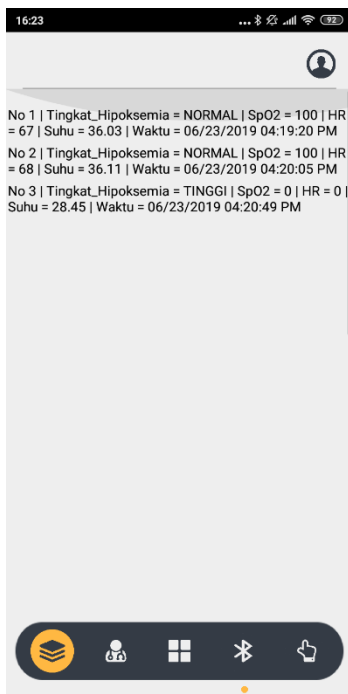 16:23
... 92
No 1 | Tingkat_Hipoksemia = NORMAL | SpO2 = 100 | HR
= 67 | Suhu = 36.03 | Waktu = 06/23/2019 04:19:20 PM
No 2 | Tingkat_Hipoksemia = NORMAL | SpO2 = 100 | HR
= 68 | Suhu = 36.11 | Waktu = 06/23/2019 04:20:05 PM
No 3 | Tingkat_Hipoksemia = TINGGI | SpO2 = 0 | HR = 0 |
Suhu = 28.45 | Waktu = 06/23/2019 04:20:49 PM